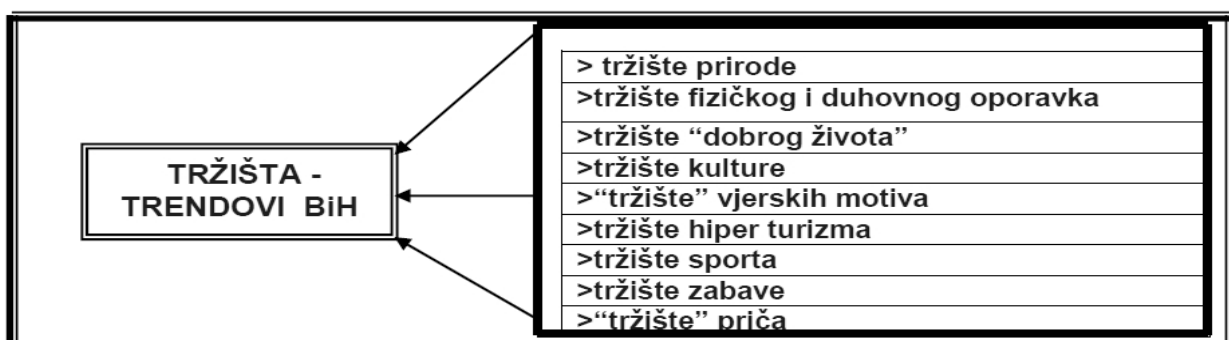 TRŽIŠTA -
TRENDOVI BiH
> tržište prirode
>tržište fizičkog i duhovnog oporavka
>tržište “dobrog života”
>tržište kulture
>“tržište” vjerskih motiva
>tržište hiper turizma
>tržište sporta
>tržište zabave
>“tržište” priča